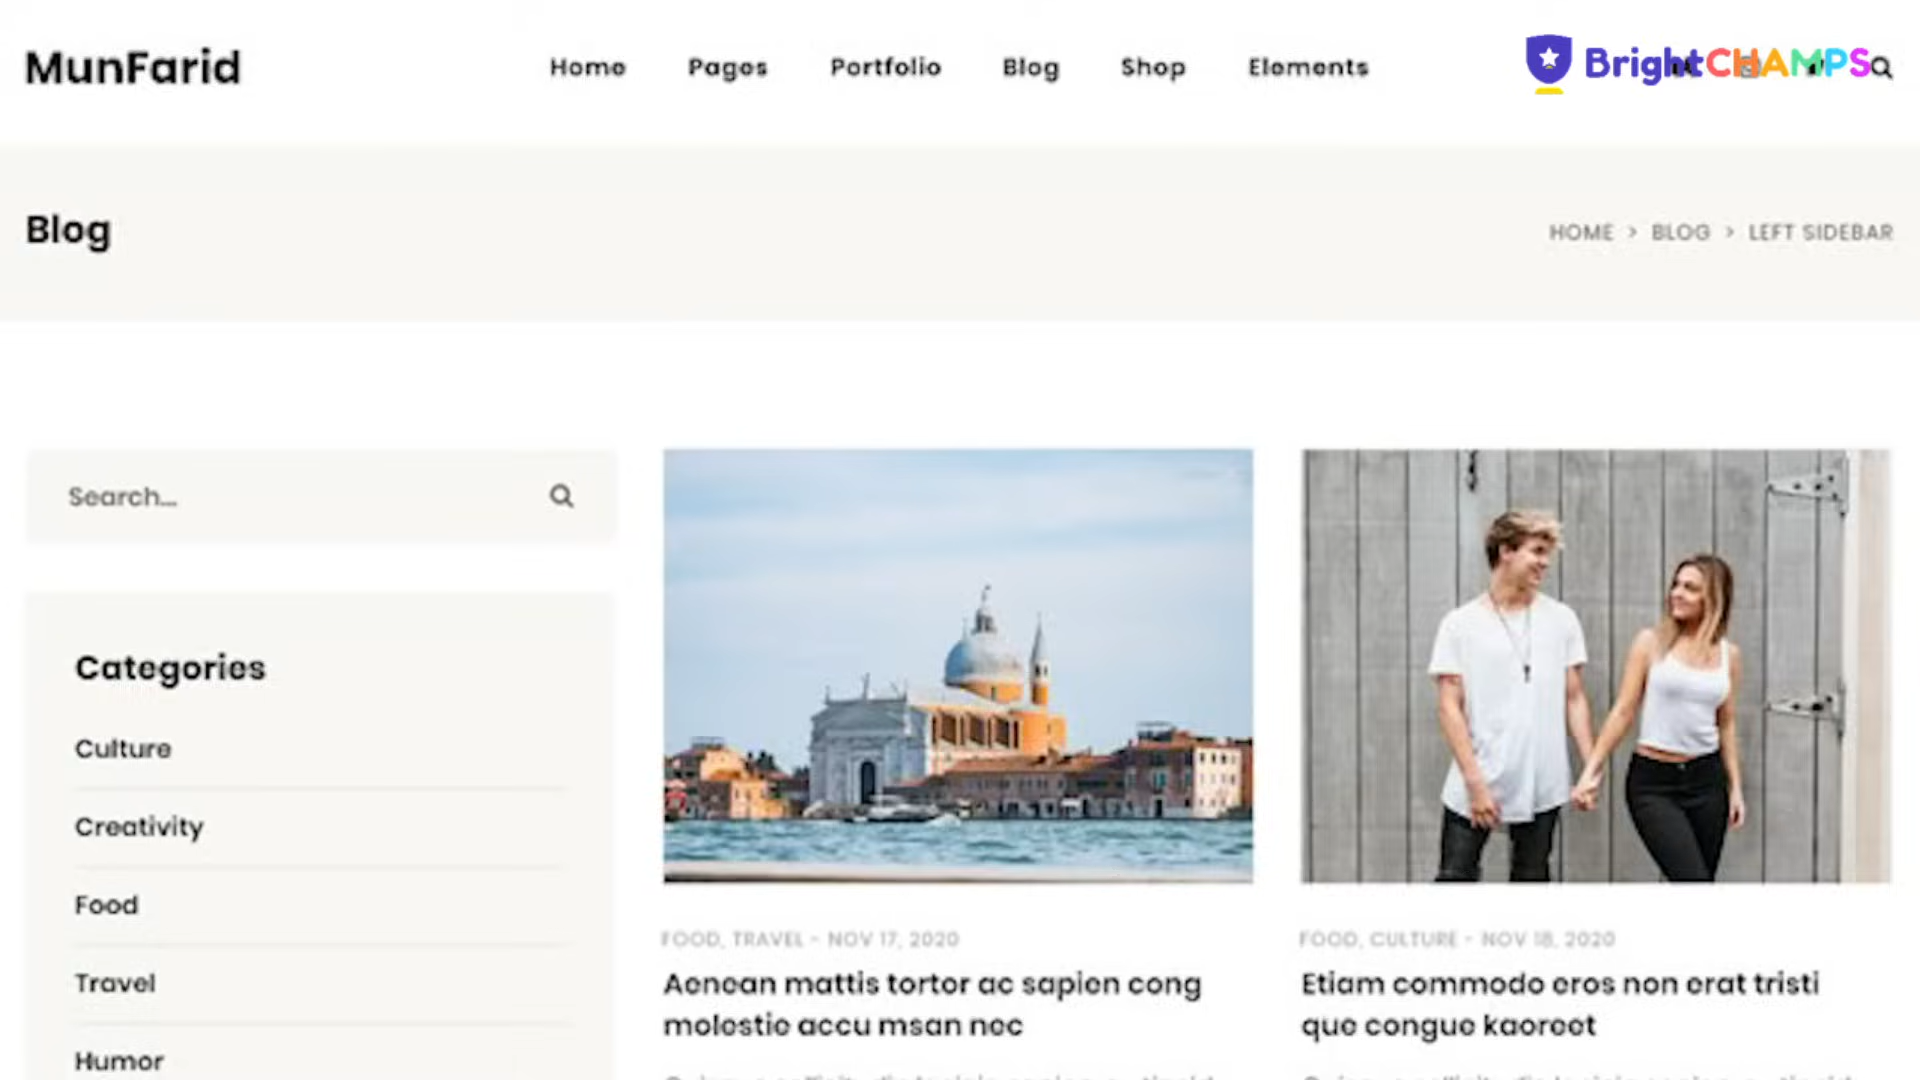 MunFarid
Home Pages Portfolio Blog Shop Elements
BrightCHAMPS
Blog
HOME > BLOG > LEFT SIDEBAR
Search...
Categories
Culture
Creativity
Food
Travel
Humor
FOOD, TRAVEL - NOV 17, 2020
Aenean mattis tortor ac sapien cong
molestie accu msan nec
FOOD, CULTURE - NOV 18, 2020
Etiam commodo eros non erat tristi
que congue kaoreet